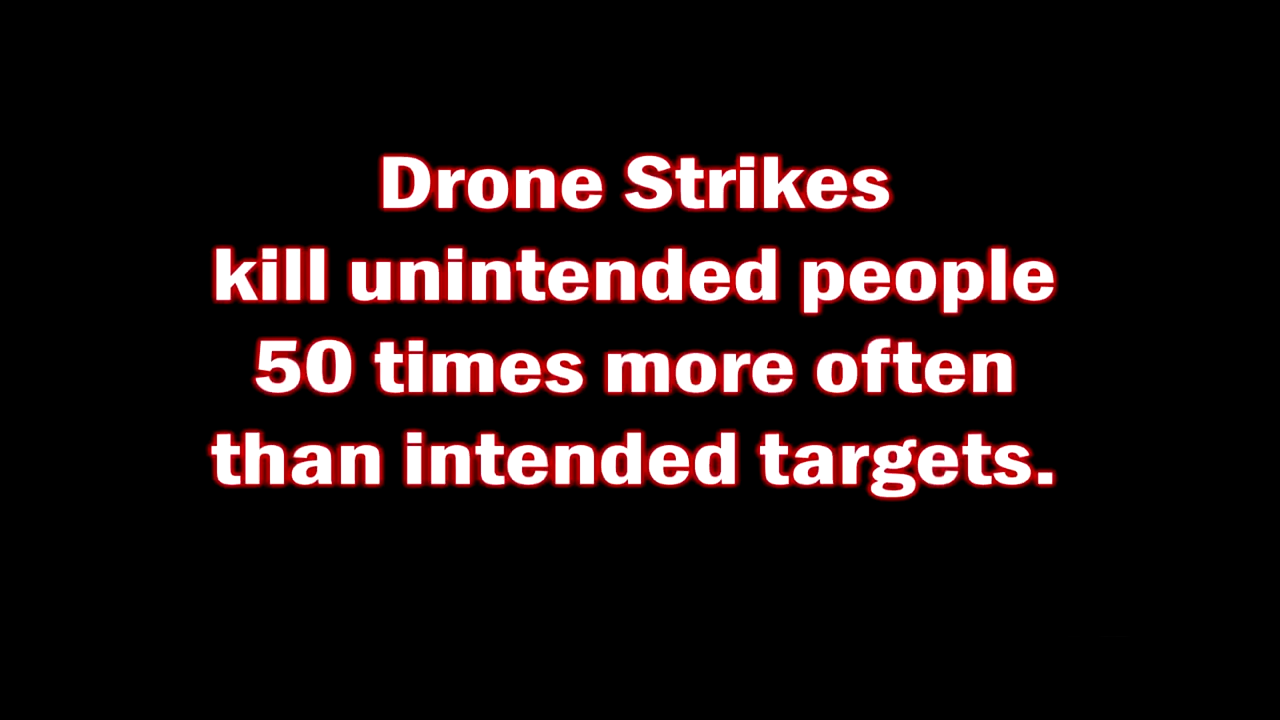 Drone Strikes
kill unintended people
50 times more often
than intended targets.